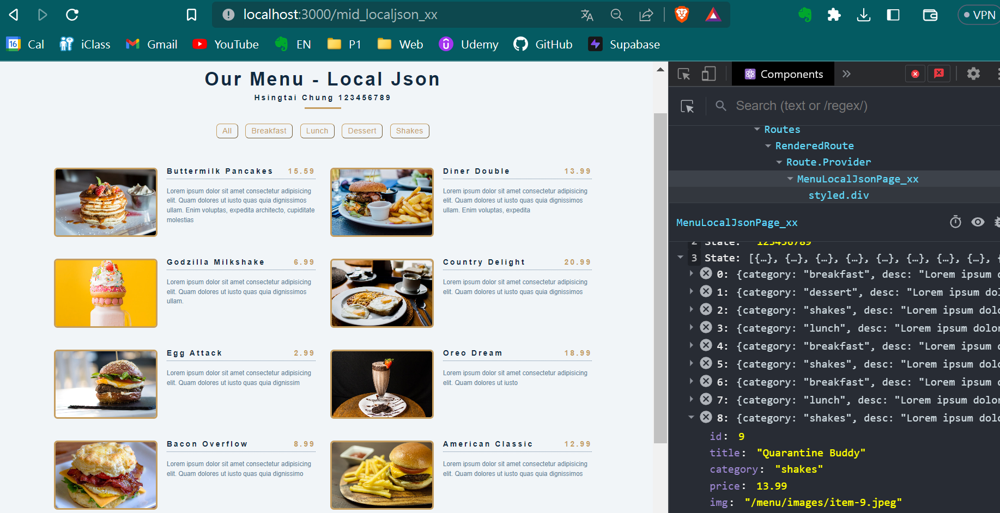 localhost:3000/mid_localjson_xx
VPN
16 Cal iClass Gmail YouTube EN P1 Web Udemy GitHub Supabase
Our Menu - Local Json
Hsingtai Chung 123456789
All Breakfast Lunch Dessert Shakes
Buttermilk Pancakes 15.59
Lorem ipsum dolor sit amet consectetur adipisicing
elit. Quam dolores ut iusto quas quia dignissimos
ullam. Enim voluptas, expedita architecto, cupiditate
molestias
Diner Double 13.99
Lorem ipsum dolor sit amet consectetur adipisicing
elit. Quam dolores ut iusto quas quia dignissimos
ullam. Enim voluptas, expedita
Godzilla Milkshake 6.99
Lorem ipsum dolor sit amet consectetur adipisicing
elit. Quam dolores ut iusto quas quia dignissimos
ullam.
Country Delight 20.99
Lorem ipsum dolor sit amet consectetur adipisicing
elit. Quam dolores ut iusto quas quia dignissimos
Egg Attack 2.99
Lorem ipsum dolor sit amet consectetur adipisicing
elit. Quam dolores ut iusto quas quia dignissim
Oreo Dream 18.99
Lorem ipsum dolor sit amet consectetur adipisicing
elit. Quam dolores ut iusto
Bacon Overflow 8.99
Lorem ipsum dolor sit amet consectetur adipisicing
elit. Quam dolores ut iusto quas quia dignissimo
American Classic 12.99
Lorem ipsum dolor sit amet consectetur adipisicing
elit. Quam dolores ut iusto quas quia dignissimos
Components
Search (text or /regex/)
Routes
RenderedRoute
Route.Provider
MenuLocalJsonPage_xx
styled.div
MenuLocalJsonPage_xx
2 State: 123456789
3 State: [{…}, {…}, {…}, {…}, {…}, {…}, {…}, {…},
0: {category: "breakfast", desc: "Lorem ipsum d
1: {category: "dessert", desc: "Lorem ipsum dol
2: {category: "shakes", desc: "Lorem ipsum dolo
3: {category: "lunch", desc: "Lorem ipsum dolor
4: {category: "breakfast", desc: "Lorem ipsum d
5: {category: "shakes", desc: "Lorem ipsum dolo
6: {category: "breakfast", desc: "Lorem ipsum d
7: {category: "lunch", desc: "Lorem ipsum dolor
8: {category: "shakes", desc: "Lorem ipsum dolo
id: 9
title: "Quarantine Buddy"
category: "shakes"
price: 13.99
img: "/menu/images/item-9.jpeg"